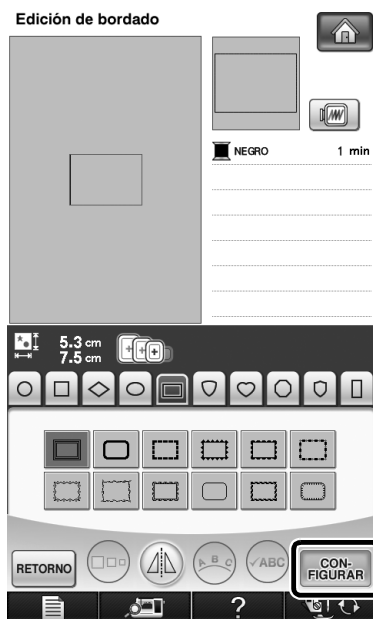 Edición de bordado
NEGRO 1 min
5.3 cm
7.5 cm
RETORNO
A B C
✓ABC
CON-
FIGURAR
?